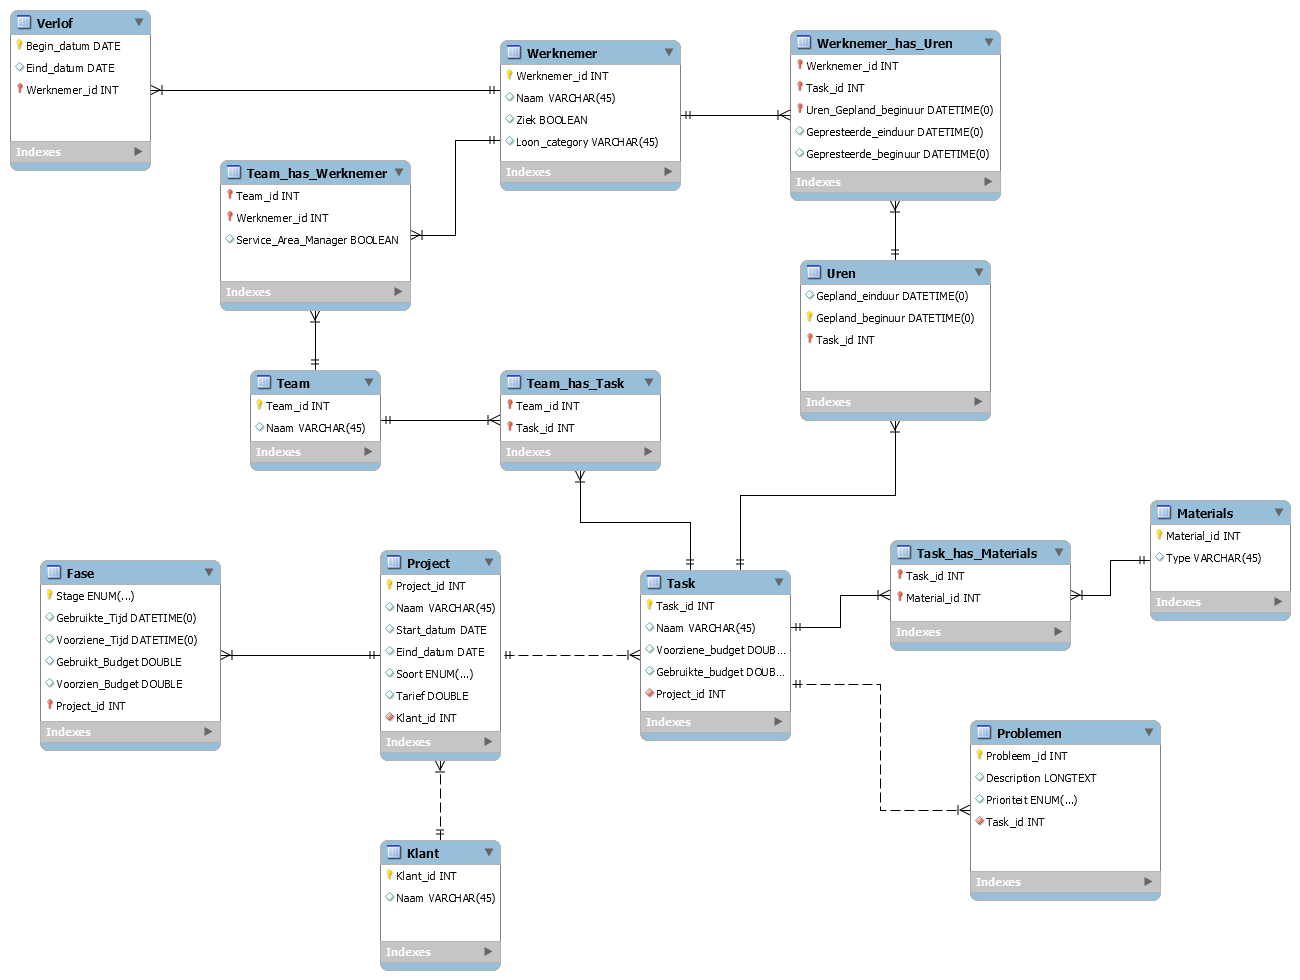 Verlof
Begin_datum DATE
Eind_datum DATE
Werknemer_id INT
Indexes
Werknemer
Werknemer_id INT
Naam VARCHAR(45)
Ziek BOOLEAN
Loon_category VARCHAR(45)
Indexes
Werknemer_has_Uren
Werknemer_id INT
Task_id INT
Uren_Gepland_beginuur DATETIME(0)
Gepresteerde_einduur DATETIME(0)
Gepresteerde_beginuur DATETIME(0)
Indexes
Team_has_Werknemer
Team_id INT
Werknemer_id INT
Service_Area_Manager BOOLEAN
Indexes
Uren
Gepland_einduur DATETIME(0)
Gepland_beginuur DATETIME(0)
Task_id INT
Indexes
Team
Team_id INT
Naam VARCHAR(45)
Indexes
Team_has_Task
Team_id INT
Task_id INT
Indexes
Fase
Stage ENUM(...)
Gebruikte_Tijd DATETIME(0)
Voorziene_Tijd DATETIME(0)
Gebruikt_Budget DOUBLE
Voorzien_Budget DOUBLE
Project_id INT
Indexes
Project
Project_id INT
Naam VARCHAR(45)
Start_datum DATE
Eind_datum DATE
Soort ENUM(...)
Tarief DOUBLE
Klant_id INT
Indexes
Task
Task_id INT
Naam VARCHAR(45)
Voorziene_budget DOUB...
Gebruikte_budget DOUB...
Project_id INT
Indexes
Task_has_Materials
Task_id INT
Material_id INT
Indexes
Materials
Material_id INT
Type VARCHAR(45)
Indexes
Problemen
Probleem_id INT
Description LONGTEXT
Prioriteit ENUM(...)
Task_id INT
Indexes
Klant
Klant_id INT
Naam VARCHAR(45)
Indexes